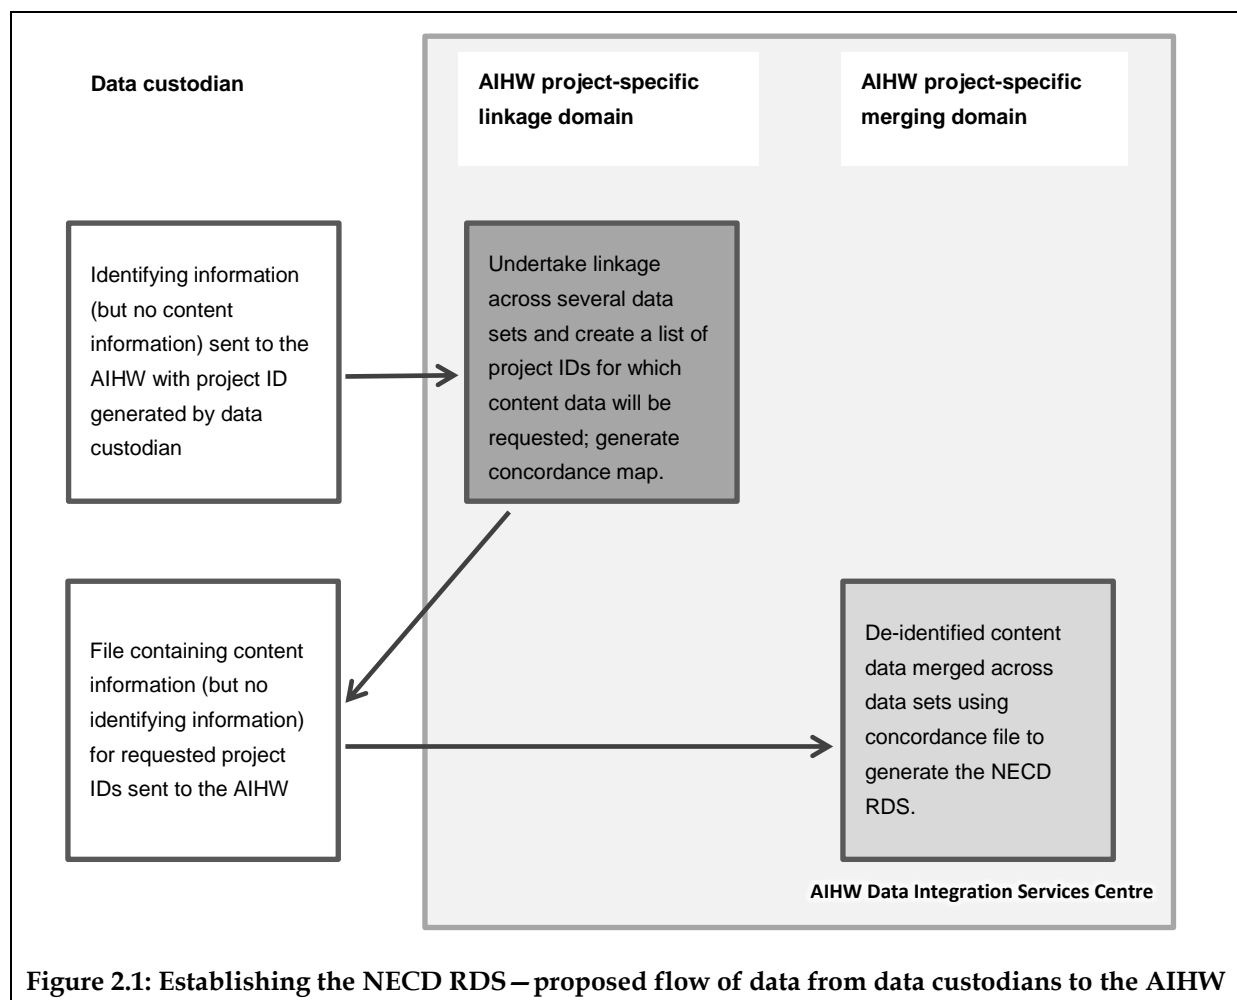 Data custodian
AIHW project-specific
linkage domain
AIHW project-specific
merging domain
Identifying information
(but no content
information) sent to the
AIHW with project ID
generated by data
custodian
Undertake linkage
across several data
sets and create a list of
project IDs for which
content data will be
requested; generate
concordance map.
File containing content
information (but no
identifying information)
for requested project
IDs sent to the AIHW
De-identified content
data merged across
data sets using
concordance file to
generate the NECD
RDS.
AIHW Data Integration Services Centre
Figure 2.1: Establishing the NECD RDS—proposed flow of data from data custodians to the AIHW